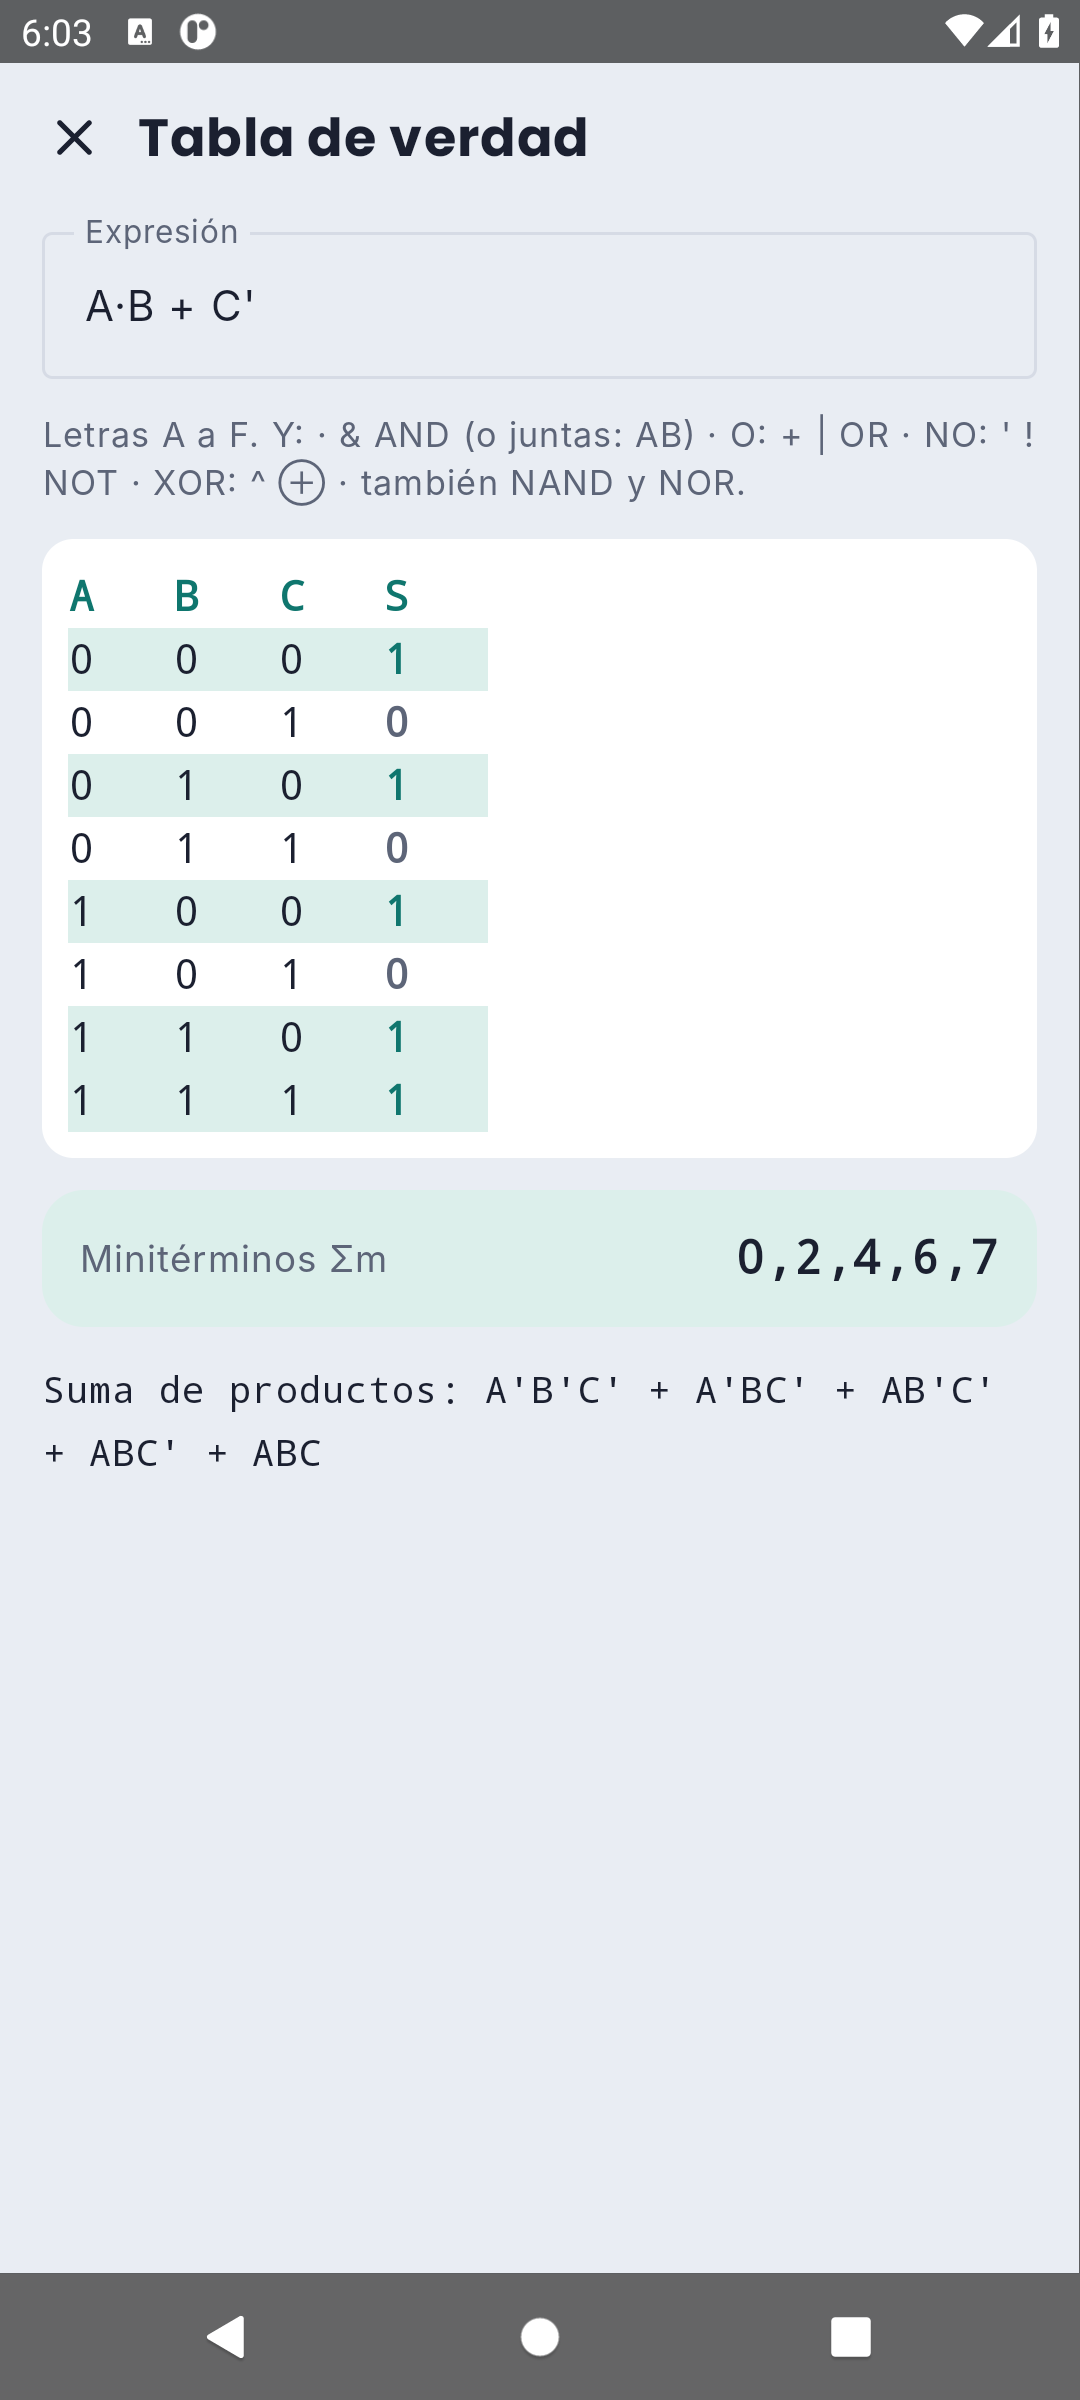 6:03
Tabla de verdad
Expresión
A·B + C'
Letras A a F. Y: · & AND (o juntas: AB) · O: + | OR · NO: ' !
NOT · XOR: ^ ⊕ · también NAND y NOR.
A B C S
0 0 0 1
0 0 1 0
0 1 0 1
0 1 1 0
1 0 0 1
1 0 1 0
1 1 0 1
1 1 1 1
Minitérminos Σm 0,2,4,6,7
Suma de productos: A'B'C' + A'BC' + AB'C'
+ ABC' + ABC